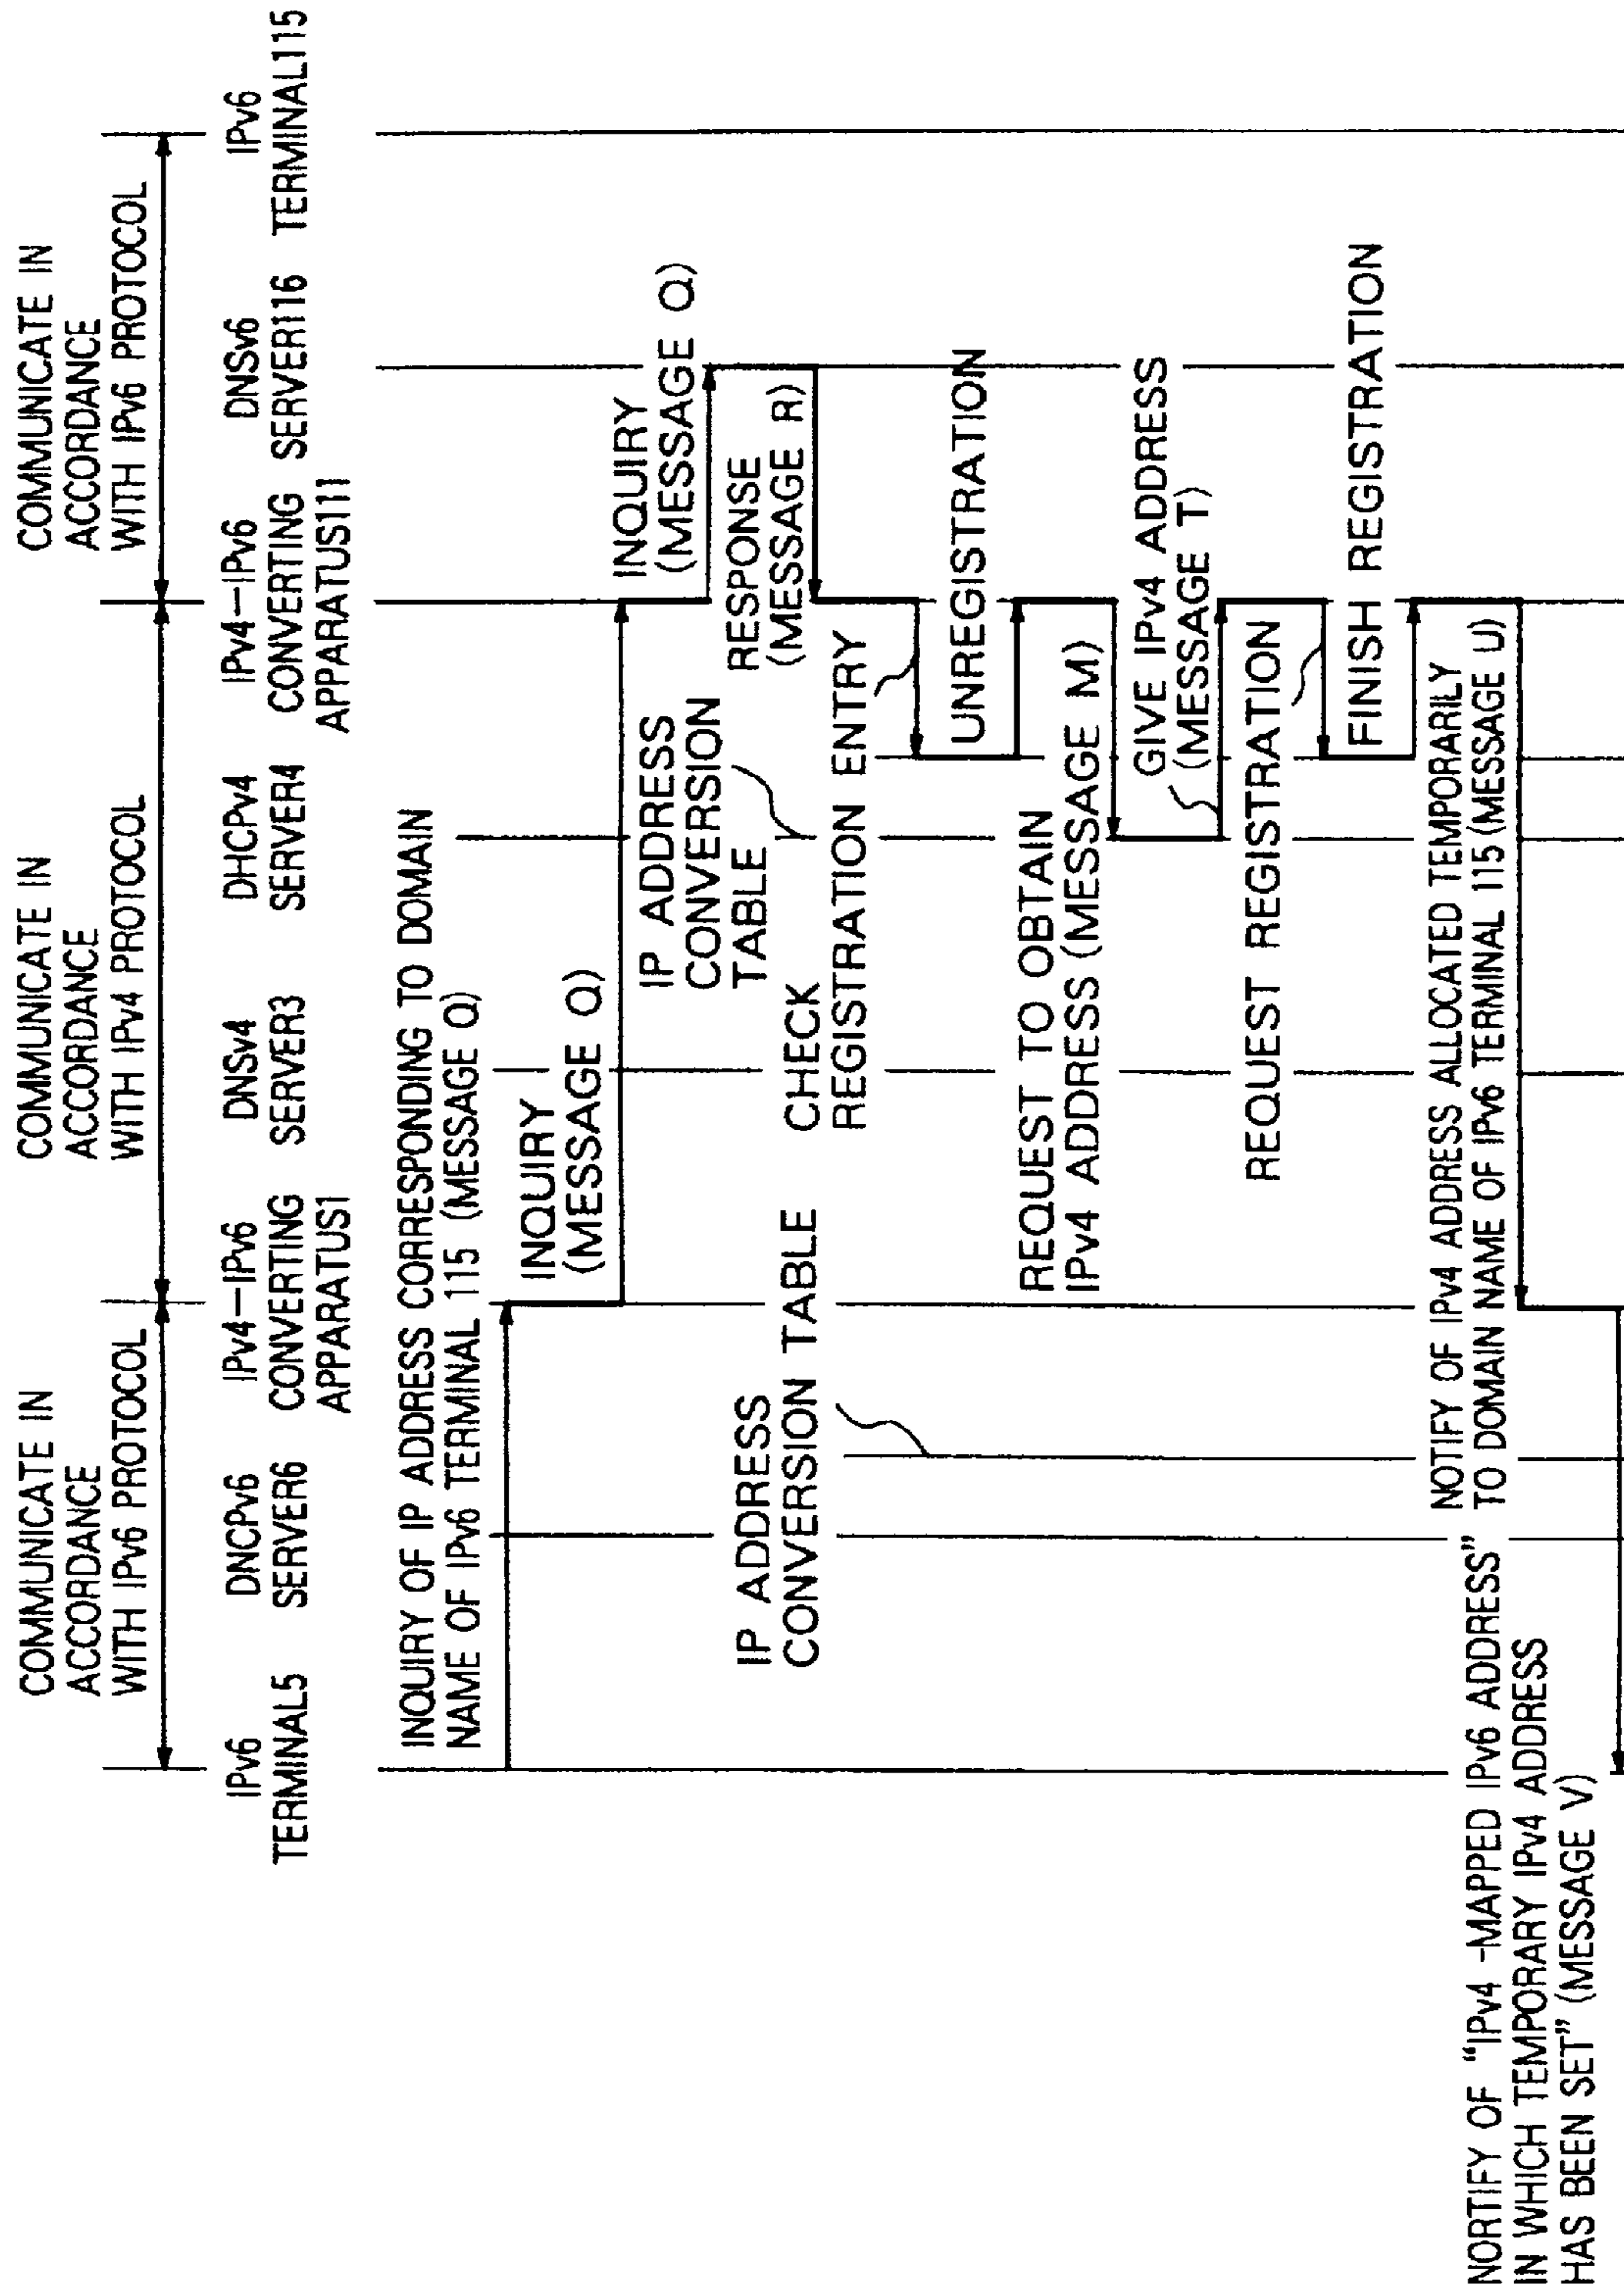 COMMUNICATE IN
ACCORDANCE
WITH IPv6 PROTOCOL
COMMUNICATE IN
ACCORDANCE
WITH IPv4 PROTOCOL
COMMUNICATE IN
ACCORDANCE
WITH IPv6 PROTOCOL
IPv6
TERMINAL5
DNCPv6
SERVER6
IPv4-IPv6
CONVERTING
APPARATUS1
DNSv4
SERVER3
DHCPv4
SERVER4
IPv4-IPv6
CONVERTING
APPARATUS111
DNSv6
SERVER116
IPv6
TERMINAL115
INQUIRY OF IP ADDRESS CORRESPONDING TO DOMAIN
NAME OF IPv6 TERMINAL 115 (MESSAGE Q)
INQUIRY
(MESSAGE Q)
INQUIRY
(MESSAGE Q)
IP ADDRESS
CONVERSION
TABLE
RESPONSE
(MESSAGE R)
IP ADDRESS
CONVERSION TABLE
CHECK
REGISTRATION ENTRY
UNREGISTRATION
REQUEST TO OBTAIN
IPv4 ADDRESS (MESSAGE M)
GIVE IPv4 ADDRESS
(MESSAGE T)
REQUEST REGISTRATION
FINISH REGISTRATION
NOTIFY OF IPv4 ADDRESS ALLOCATED TEMPORARILY
TO DOMAIN NAME OF IPv6 TERMINAL 115 (MESSAGE U)
NORTIFY OF "IPv4 -MAPPED IPv6 ADDRESS"
IN WHICH TEMPORARY IPv4 ADDRESS
HAS BEEN SET" (MESSAGE V)